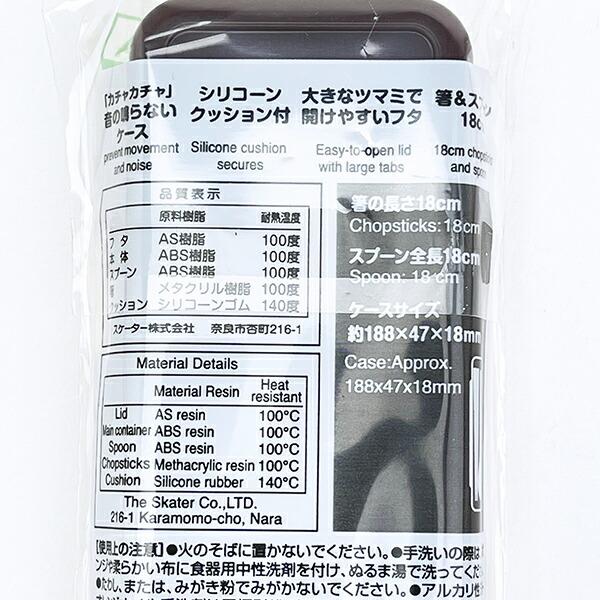 「カチャカチャ」
音の鳴らない
ケース
prevent movement
and noise
シリコーン
クッション付
Silicone cushion
secures
大きなツマミで
開けやすいフタ
Easy-to-open lid
with large tabs
箸&スプーン
18cm
18cm chopsticks
and spoon
品質表示
原料樹脂 耐熱温度
フタ AS樹脂 100度
本体 ABS樹脂 100度
スプーン ABS樹脂 100度
箸 メタクリル樹脂 100度
クッション シリコーンゴム 140度
スケーター株式会社 奈良市杏町216-1
Material Details
Material Resin Heat resistant
Lid AS resin 100°C
Main container ABS resin 100°C
Spoon ABS resin 100°C
Chopsticks Methacrylic resin 100°C
Cushion Silicone rubber 140°C
The Skater Co.,LTD.
216-1 Karamomo-cho, Nara
箸の長さ18cm
Chopsticks: 18cm
スプーン全長18cm
Spoon: 18 cm
ケースサイズ
約188×47×18mm
Case:Approx.
188x47x18mm
【使用上の注意】●火のそばに置かないでください。●手洗いの際は
ンジや柔らかい布に食器用中性洗剤を付け、ぬるま湯で洗ってくだ
●たわし、または、みがき粉でみがかないでください。●アルカリ性